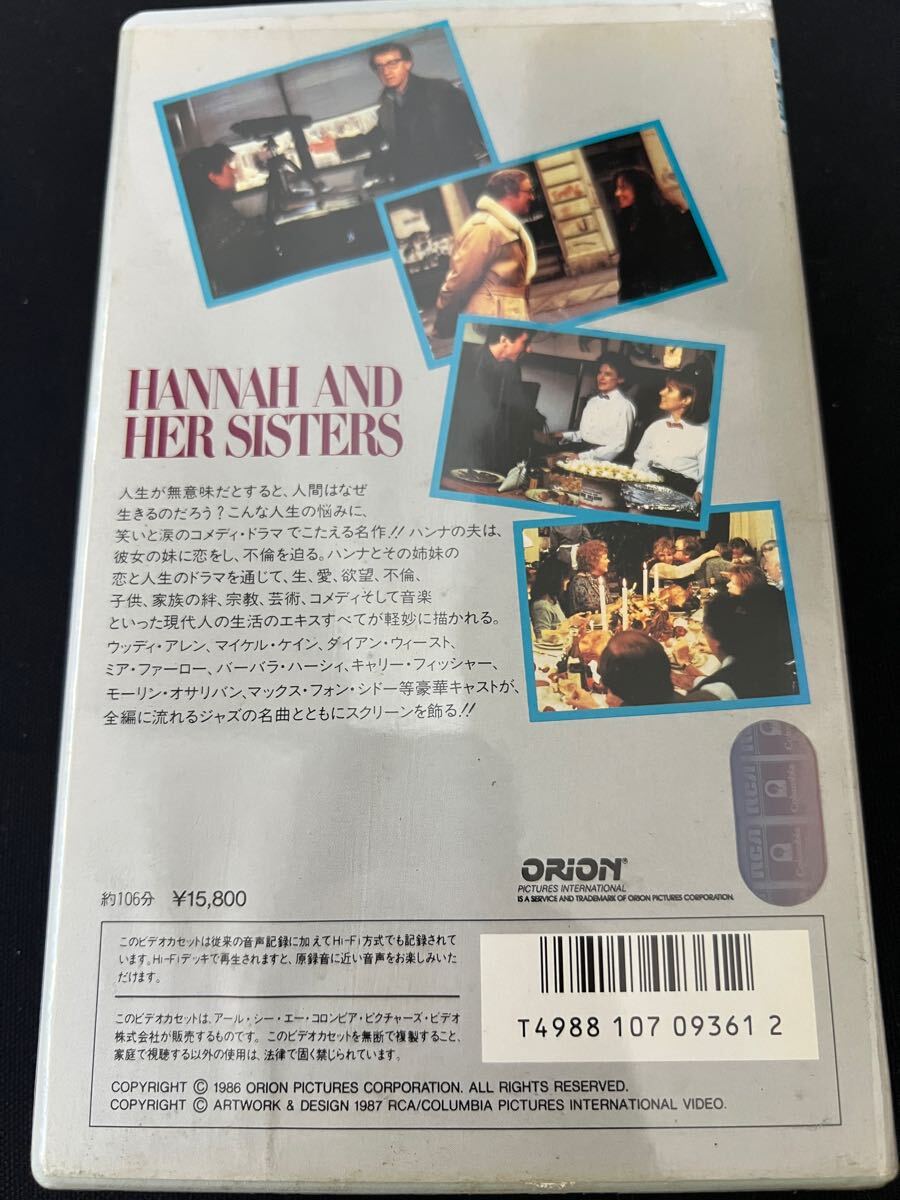 HANNAH AND
HER SISTERS
人生が無意味だとすると、人間はなぜ
生きるのだろう？こんな人生の悩みに、
笑いと涙のコメディ・ドラマでこたえる名作!! ハンナの夫は、
彼女の妹に恋をし、不倫を迫る。ハンナとその姉妹の
恋と人生のドラマを通じて、生、愛、欲望、不倫、
子供、家族の絆、宗教、芸術、コメディそして音楽
といった現代人の生活のエキスすべてが軽妙に描かれる。
ウッディ・アレン、マイケル・ケイン、ダイアン・ウィースト、
ミア・ファーロー、バーバラ・ハーシィ、キャリー・フィッシャー、
モーリン・オサリバン、マックス・フォン・シドー等豪華キャストが、
全編に流れるジャズの名曲とともにスクリーンを飾る!!
RCA Columbia
ORION®
PICTURES INTERNATIONAL
IS A SERVICE AND TRADEMARK OF ORION PICTURES CORPORATION.
約106分 ¥15,800
このビデオカセットは従来の音声記録に加えてHi-Fi方式でも記録されて
います。Hi-Fiデッキで再生されますと、原録音に近い音声をお楽しみいた
だけます。
このビデオカセットは、アール・シー・エー・コロンビア・ピクチャーズ・ビデオ
株式会社が販売するものです。このビデオカセットを無断で複製すること、
家庭で視聴する以外の使用は、法律で固く禁じられています。
T4988 107 09361 2
COPYRIGHT © 1986 ORION PICTURES CORPORATION. ALL RIGHTS RESERVED.
COPYRIGHT © ARTWORK & DESIGN 1987 RCA/COLUMBIA PICTURES INTERNATIONAL VIDEO.